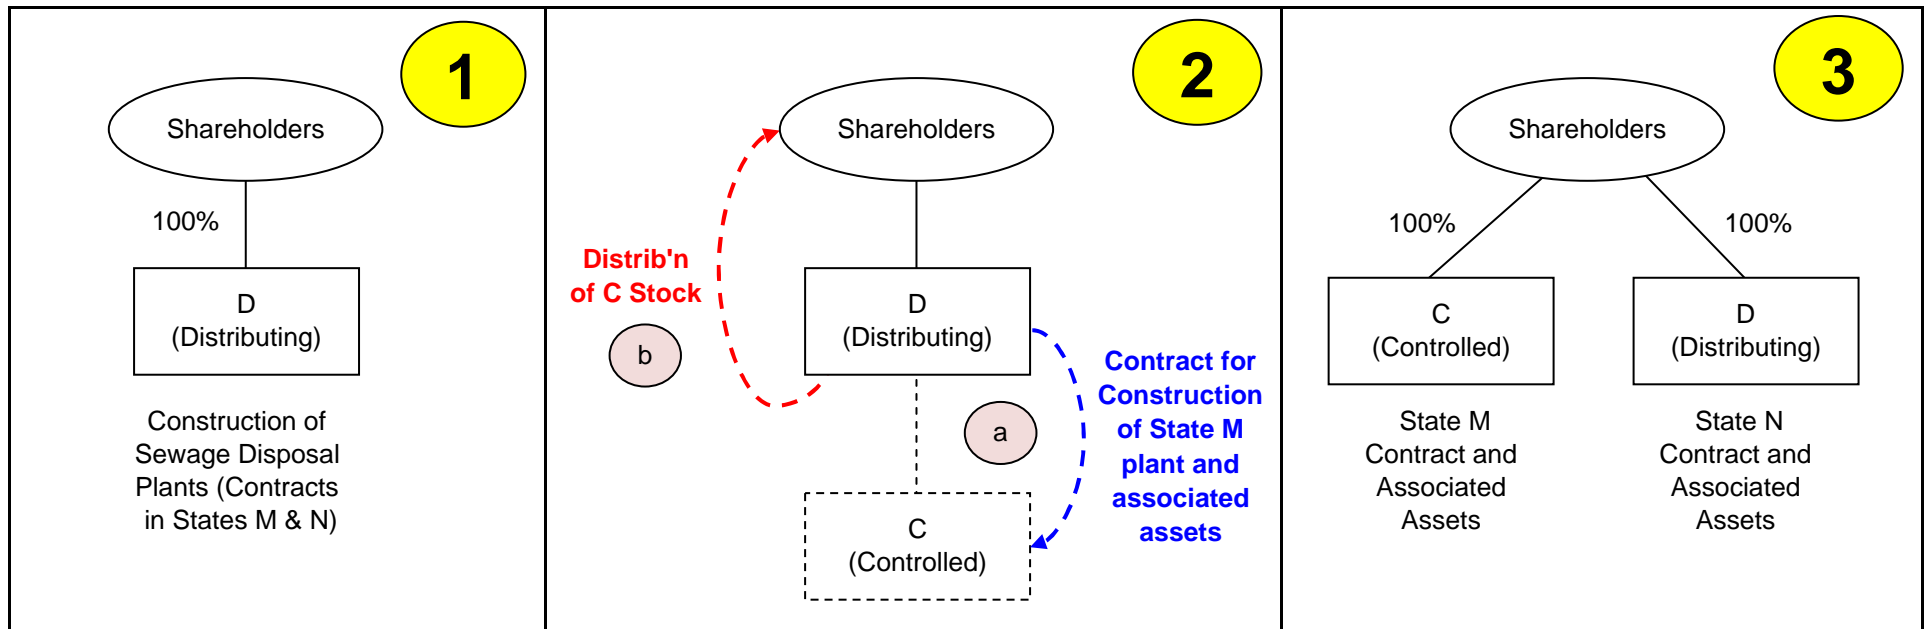 1
Shareholders
100%
D
(Distributing)
Construction of
Sewage Disposal
Plants (Contracts
in States M & N)
2
Shareholders
Distrib'n
of C Stock
b
D
(Distributing)
a
Contract for
Construction
of State M
plant and
associated
assets
C
(Controlled)
3
Shareholders
100%
100%
C
(Controlled)
D
(Distributing)
State M
Contract and
Associated
Assets
State N
Contract and
Associated
Assets